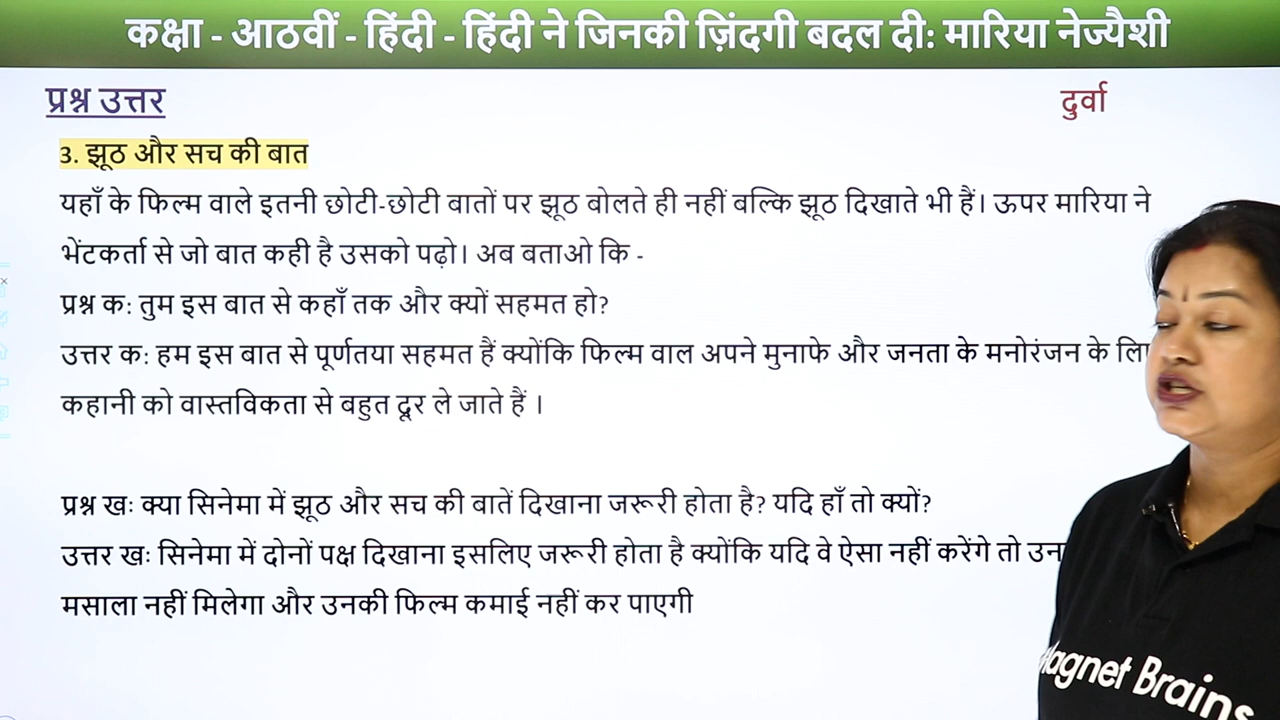 कक्षा - आठवीं - हिंदी - हिंदी ने जिनकी ज़िंदगी बदल दी: मारिया नेज्यैशी
प्रश्न उत्तर
दुर्वा
3. झूठ और सच की बात
यहाँ के फिल्म वाले इतनी छोटी-छोटी बातों पर झूठ बोलते ही नहीं बल्कि झूठ दिखाते भी हैं। ऊपर मारिया ने
भेंटकर्ता से जो बात कही है उसको पढ़ो। अब बताओ कि -
प्रश्न क: तुम इस बात से कहाँ तक और क्यों सहमत हो?
उत्तर क: हम इस बात से पूर्णतया सहमत हैं क्योंकि फिल्म वाल अपने मुनाफे और जनता के मनोरंजन के
कहानी को वास्तविकता से बहुत दूर ले जाते हैं ।
प्रश्न खः क्या सिनेमा में झूठ और सच की बातें दिखाना जरूरी होता है? यदि हाँ तो क्यों?
उत्तर खः सिनेमा में दोनों पक्ष दिखाना इसलिए जरूरी होता है क्योंकि यदि वे ऐसा नहीं करेंगे तो
मसाला नहीं मिलेगा और उनकी फिल्म कमाई नहीं कर पाएगी
Magnet Brains